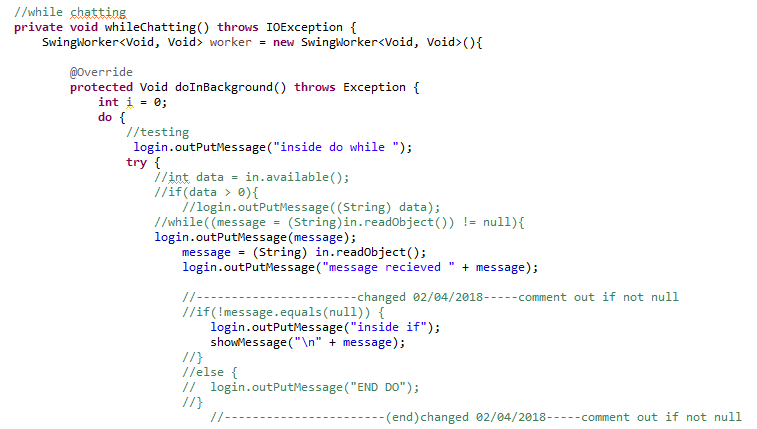 //while chatting
private void whileChatting() throws IOException {
    SwingWorker<Void, Void> worker = new SwingWorker<Void, Void>(){

        @Override
        protected Void doInBackground() throws Exception {
            int i = 0;
            do {
                //testing
                 login.outPutMessage("inside do while ");
                try {
                    //int data = in.available();
                    //if(data > 0){
                        //login.outPutMessage((String) data);
                    //while((message = (String)in.readObject()) != null){
                    login.outPutMessage(message);
                        message = (String) in.readObject();
                        login.outPutMessage("message recieved " + message);

                        //-----------------------changed 02/04/2018-----comment out if not null
                        //if(!message.equals(null)) {
                            login.outPutMessage("inside if");
                            showMessage("\n" + message);
                        //}
                        //else {
                        //  login.outPutMessage("END DO");
                        //}
                            //-----------------------(end)changed 02/04/2018-----comment out if not null